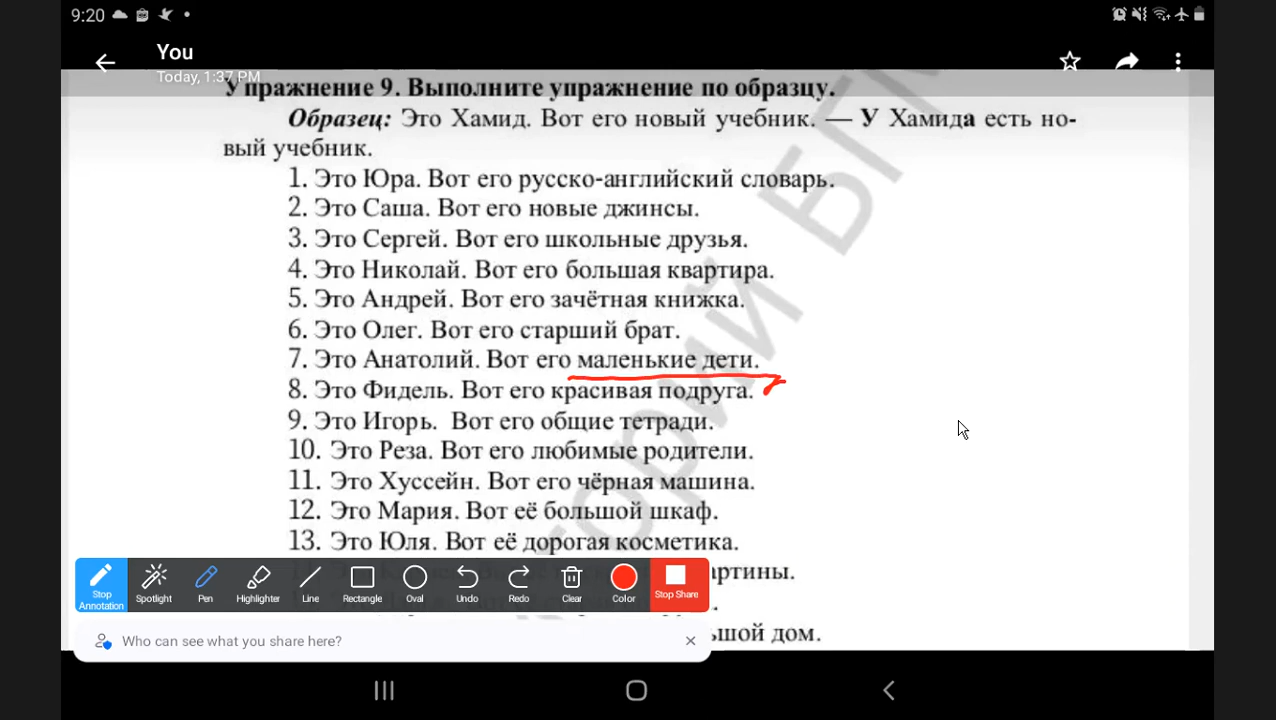 9:20
You
Today, 1:37 PM
Упражнение 9. Выполните упражнение по образцу.
Образец: Это Хамид. Вот его новый учебник. — У Хамида есть но-
вый учебник.
1. Это Юра. Вот его русско-английский словарь.
2. Это Саша. Вот его новые джинсы.
3. Это Сергей. Вот его школьные друзья.
4. Это Николай. Вот его большая квартира.
5. Это Андрей. Вот его зачётная книжка.
6. Это Олег. Вот его старший брат.
7. Это Анатолий. Вот его маленькие дети.
8. Это Фидель. Вот его красивая подруга.
9. Это Игорь. Вот его общие тетради.
10. Это Реза. Вот его любимые родители.
11. Это Хуссейн. Вот его чёрная машина.
12. Это Мария. Вот её большой шкаф.
13. Это Юля. Вот её дорогая косметика.
артины.
Stop Annotation Spotlight Pen Highlighter Line Rectangle Oval Undo Redo Clear Color Stop Share
Who can see what you share here?
шой дом.